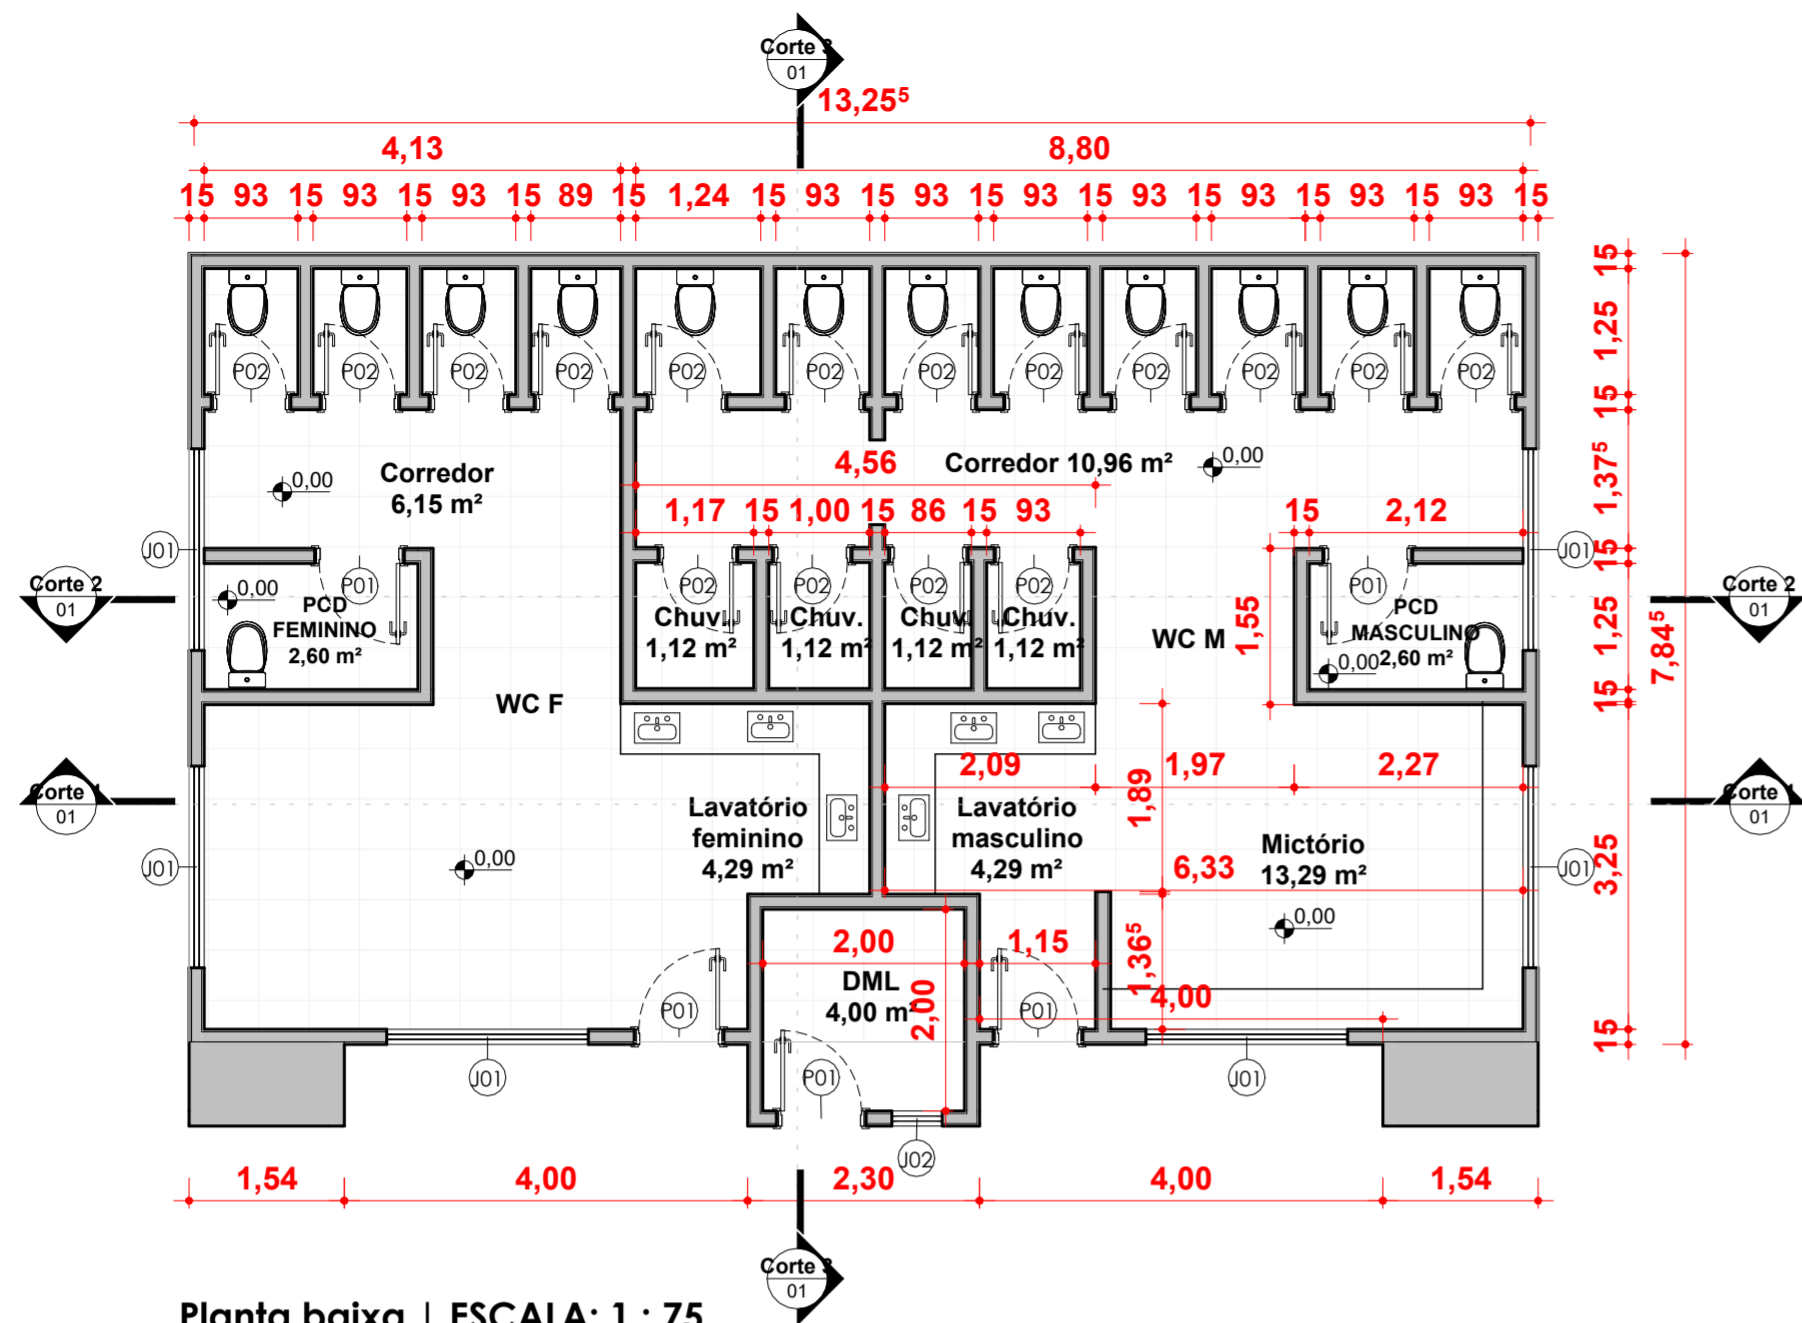 Corte 3
01
13,25⁵
4,13
8,80
15 93 15 93 15 93 15 89 15 1,24 15 93 15 93 15 93 15 93 15 93 15 93 15 93 15
15
1,25
15
1,37⁵
15
1,25
15
3,25
15
7,84⁵
P02 P02 P02 P02 P02 P02 P02 P02 P02 P02 P02 P02
Corredor
6,15 m²
0,00
4,56
Corredor 10,96 m²
0,00
1,17 15 1,00 15 86 15 93
15 2,12
J01
J01
Corte 2
01
Corte 2
01
0,00
P01
PCD
FEMININO
2,60 m²
P02 P02 P02 P02
Chuv.
1,12 m²
Chuv.
1,12 m²
Chuv.
1,12 m²
Chuv.
1,12 m²
WC M
1,55
P01
PCD
MASCULINO
2,60 m²
0,00
WC F
2,09
1,97
2,27
1,89
Corte 1
01
Corte 1
01
Lavatório
feminino
4,29 m²
Lavatório
masculino
4,29 m²
Mictório
13,29 m²
6,33
J01
J01
0,00
0,00
2,00
1,15
1,36⁵
DML
4,00 m²
2,00
4,00
P01
P01
P01
J01
J01
J02
1,54
4,00
2,30
4,00
1,54
Corte 3
01
Planta baixa | ESCALA: 1 : 75